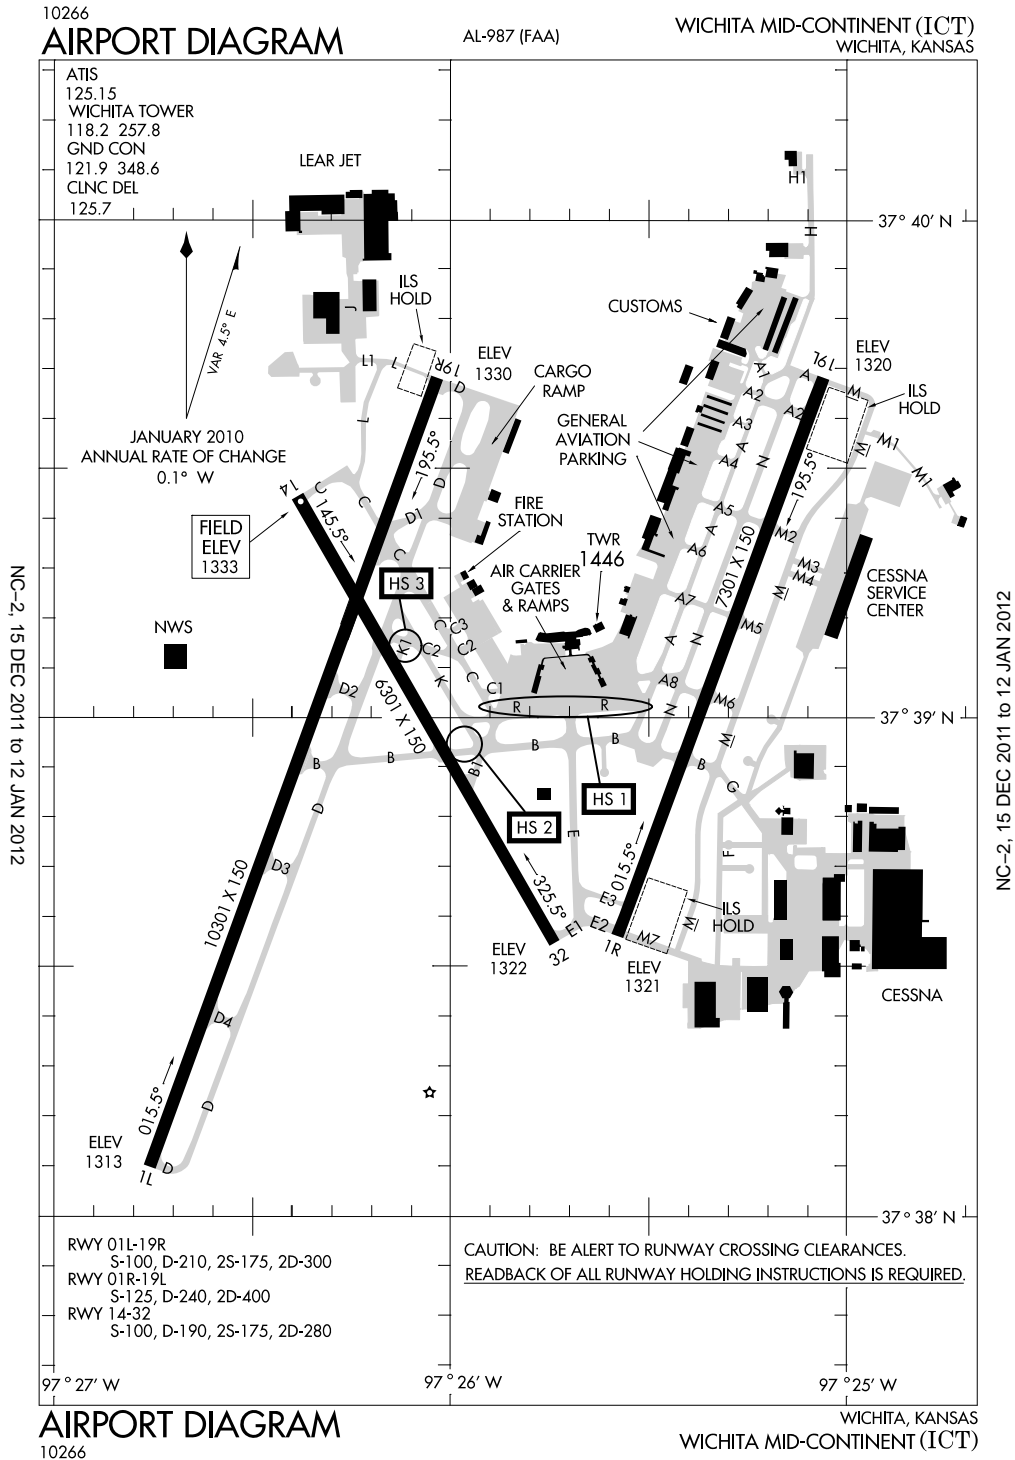 10266
AIRPORT DIAGRAM
AL-987 (FAA)
WICHITA MID-CONTINENT (ICT)
WICHITA, KANSAS
ATIS
125.15
WICHITA TOWER
118.2 257.8
GND CON
121.9 348.6
CLNC DEL
125.7
LEAR JET
H1
H
37° 40' N
VAR 4.5° E
JANUARY 2010
ANNUAL RATE OF CHANGE
0.1° W
J
ILS
HOLD
CUSTOMS
L1
L
L
19R
D
ELEV
1330
CARGO
RAMP
GENERAL
AVIATION
PARKING
A1
A2
A3
A
A4
N
A
A2
19L
ELEV
1320
M
ILS
HOLD
M
M1
M1
195.5°
D
D1
195.5°
14
C
145.5°
C
C
FIELD
ELEV
1333
HS 3
FIRE
STATION
TWR
1446
AIR CARRIER
GATES
& RAMPS
A5
A
A6
A7
A
N
A8
N
7301 X 150
M2
M3
M4
M
M5
M6
M
CESSNA
SERVICE
CENTER
NWS
K1
C
C3
C2
C2
K
C
C1
R
R
D2
6301 X 150
37° 39' N
B
B
B1
B
B
B
G
HS 1
HS 2
D
D3
10301 X 150
E
F
325.5°
015.5°
E3
E1
E2
32
1R
M7
M
ILS
HOLD
ELEV
1322
ELEV
1321
CESSNA
D4
D
015.5°
ELEV
1313
1L
D
37° 38' N
RWY 01L-19R
S-100, D-210, 2S-175, 2D-300
RWY 01R-19L
S-125, D-240, 2D-400
RWY 14-32
S-100, D-190, 2S-175, 2D-280
CAUTION: BE ALERT TO RUNWAY CROSSING CLEARANCES.
READBACK OF ALL RUNWAY HOLDING INSTRUCTIONS IS REQUIRED.
97° 27' W
97° 26' W
97° 25' W
AIRPORT DIAGRAM
10266
WICHITA, KANSAS
WICHITA MID-CONTINENT (ICT)
NC–2, 15 DEC 2011 to 12 JAN 2012
NC–2, 15 DEC 2011 to 12 JAN 2012